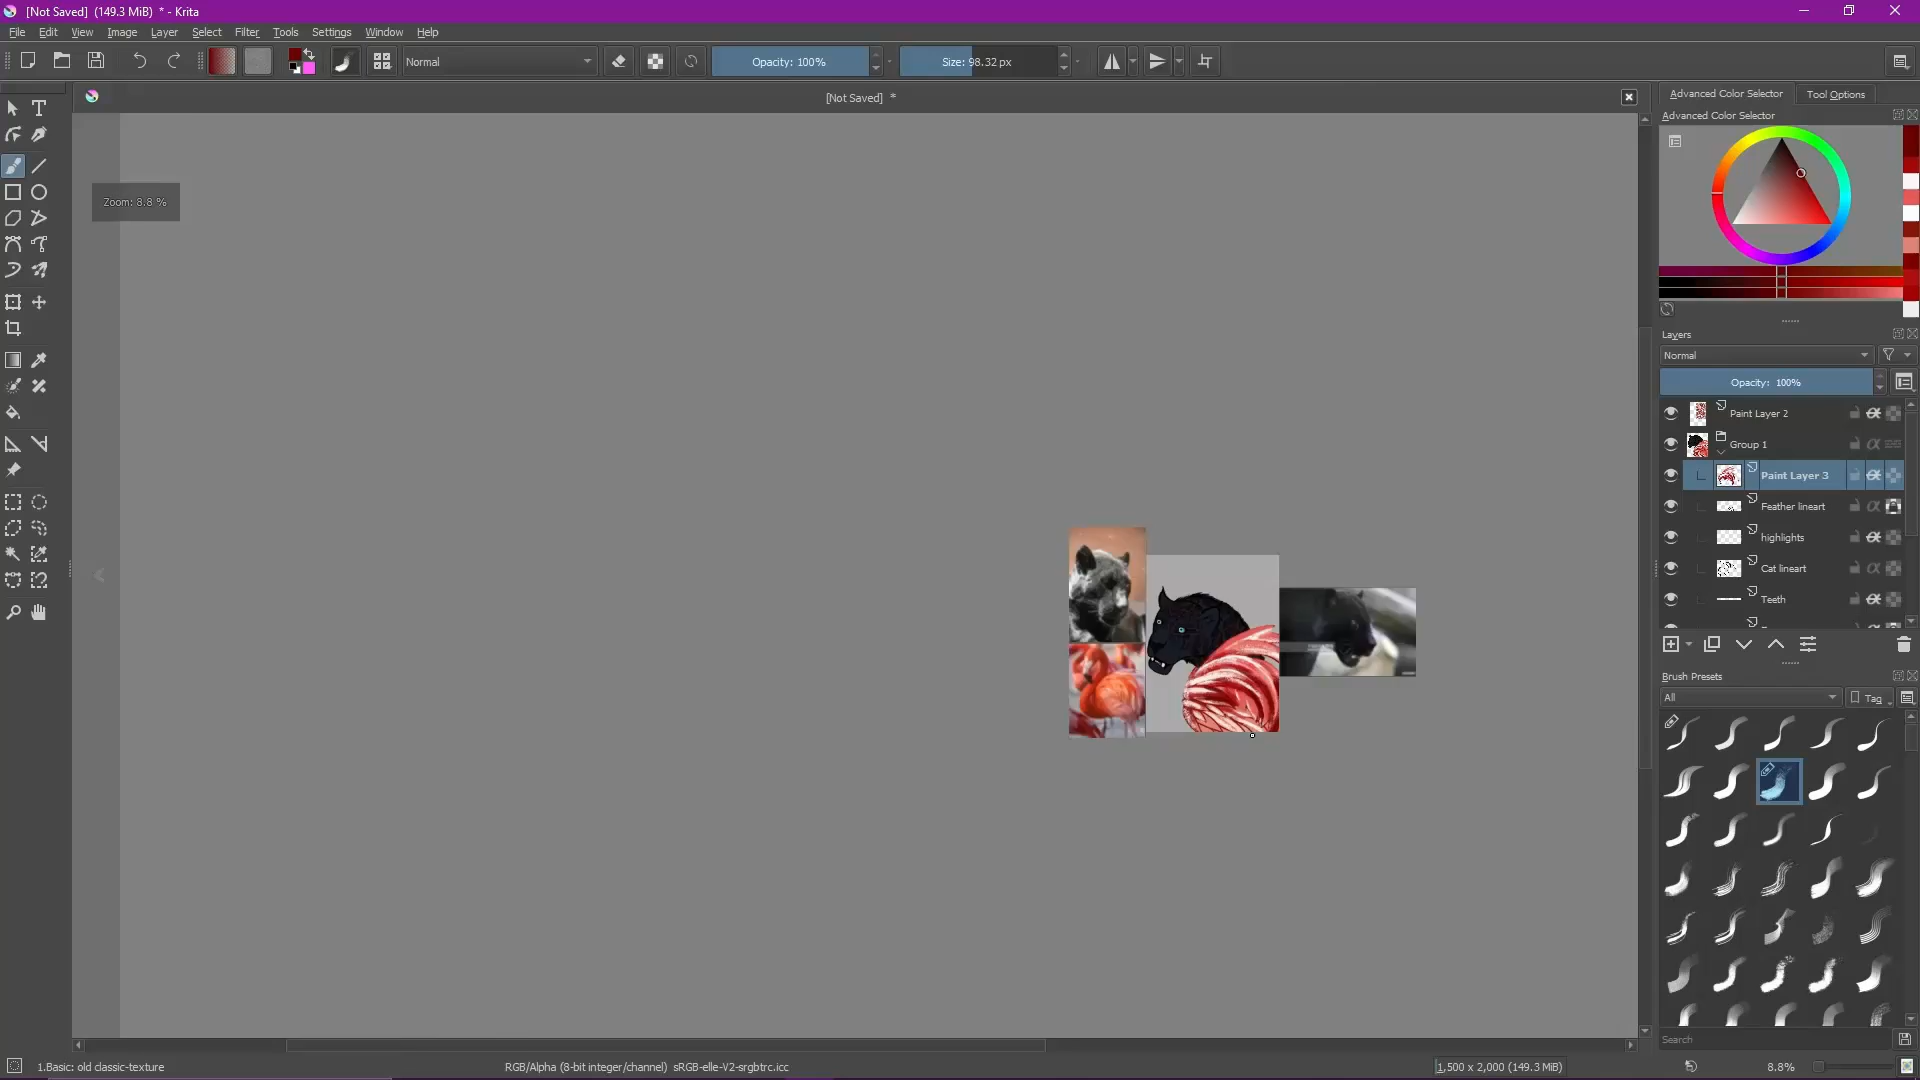 [Not Saved]  (149.3 MiB)  * - Krita
File Edit View Image Layer Select Filter Tools Settings Window Help
Normal
Opacity: 100%
Size: 98.32 px
[Not Saved]  *
Zoom: 8.8 %
Advanced Color Selector
Tool Options
Advanced Color Selector
Layers
Normal
Opacity:  100%
Paint Layer 2
Group 1
Paint Layer 3
Feather lineart
highlights
Cat lineart
Teeth
Brush Presets
All
Tag
Search
1.Basic: old classic-texture
RGB/Alpha (8-bit integer/channel)  sRGB-elle-V2-srgbtrc.icc
1,500 x 2,000 (149.3 MiB)
8.8%